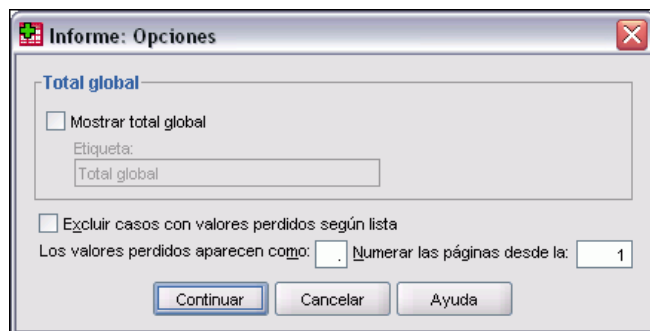 Informe: Opciones
Total global
Mostrar total global
Etiqueta:
Total global
Excluir casos con valores perdidos según lista
Los valores perdidos aparecen como: . Numerar las páginas desde la: 1
Continuar Cancelar Ayuda